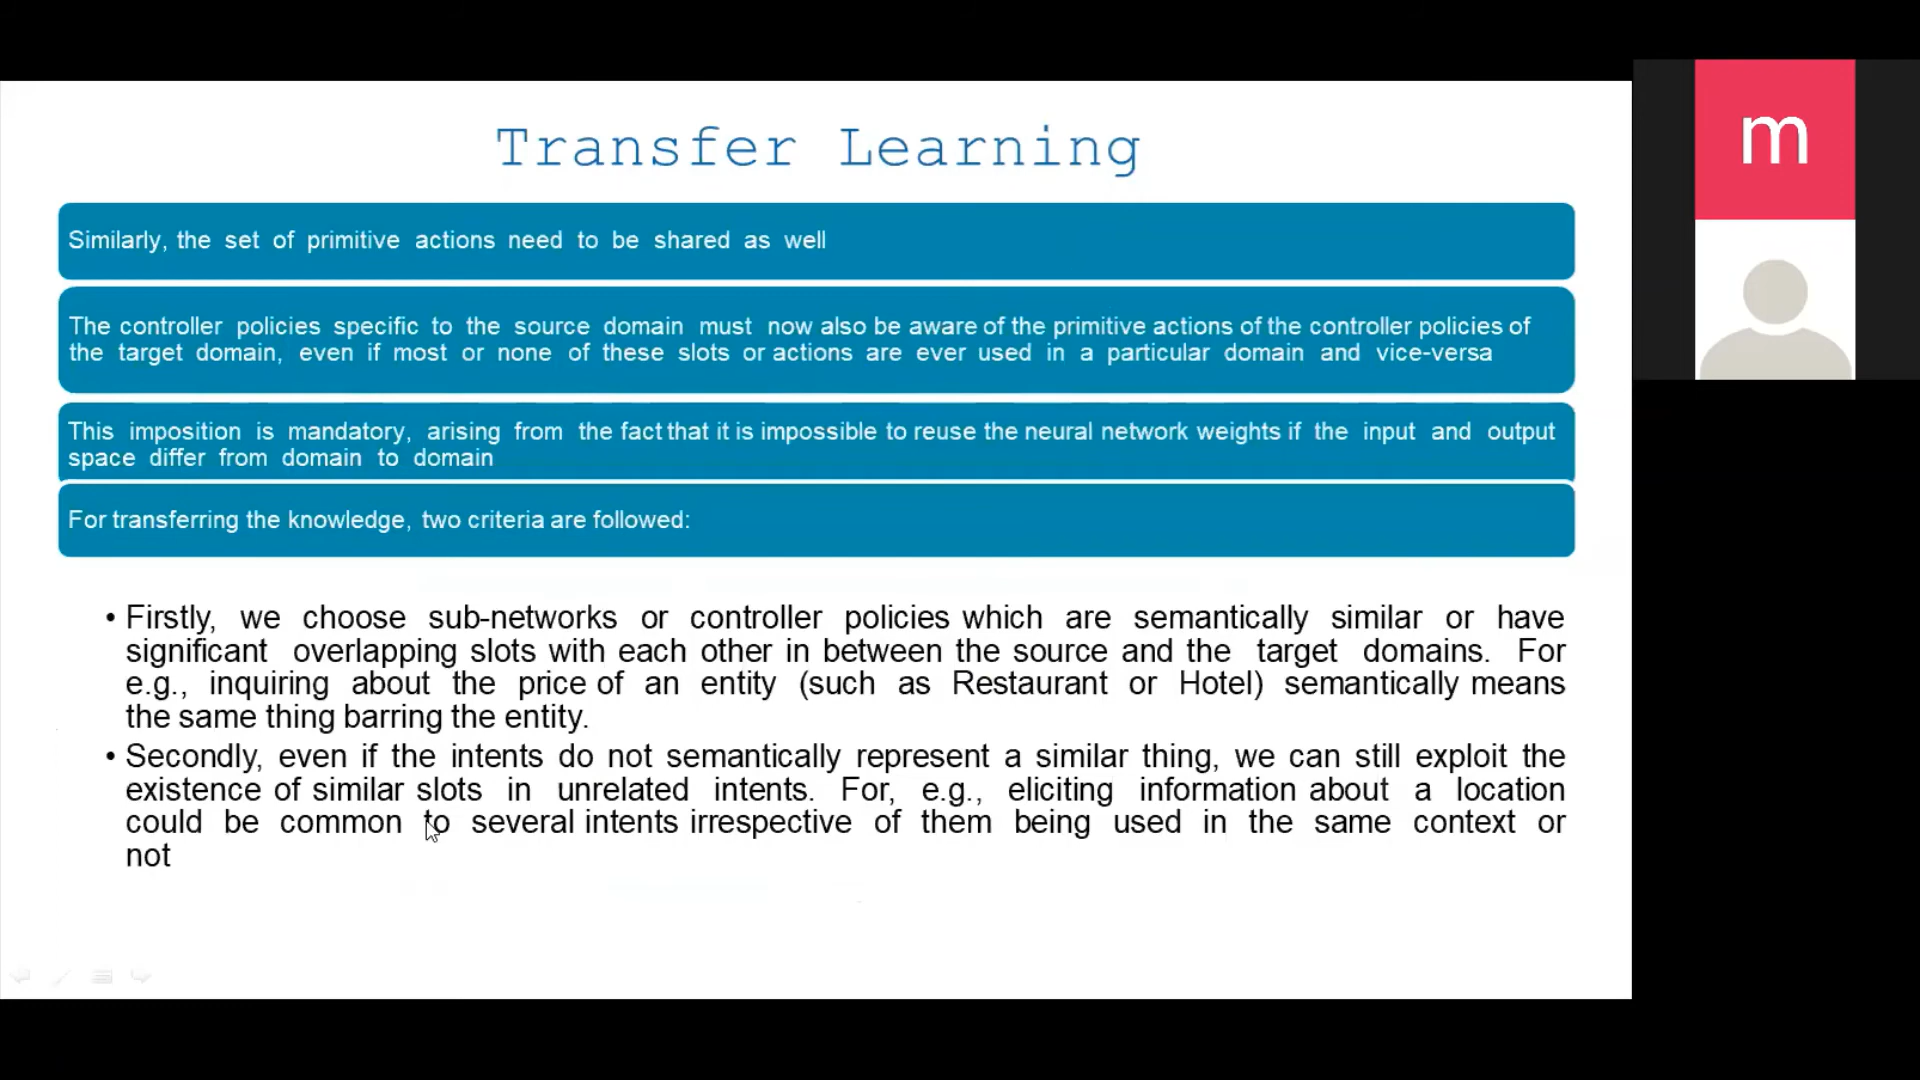 Transfer Learning
m
Similarly, the set of primitive actions need to be shared as well
The controller policies specific to the source domain must now also be aware of the primitive actions of the controller policies of
the target domain, even if most or none of these slots or actions are ever used in a particular domain and vice-versa
This imposition is mandatory, arising from the fact that it is impossible to reuse the neural network weights if the input and output
space differ from domain to domain
For transferring the knowledge, two criteria are followed:
• Firstly, we choose sub-networks or controller policies which are semantically similar or have
significant overlapping slots with each other in between the source and the target domains. For
e.g., inquiring about the price of an entity (such as Restaurant or Hotel) semantically means
the same thing barring the entity.
• Secondly, even if the intents do not semantically represent a similar thing, we can still exploit the
existence of similar slots in unrelated intents. For, e.g., eliciting information about a location
could be common to several intents irrespective of them being used in the same context or
not